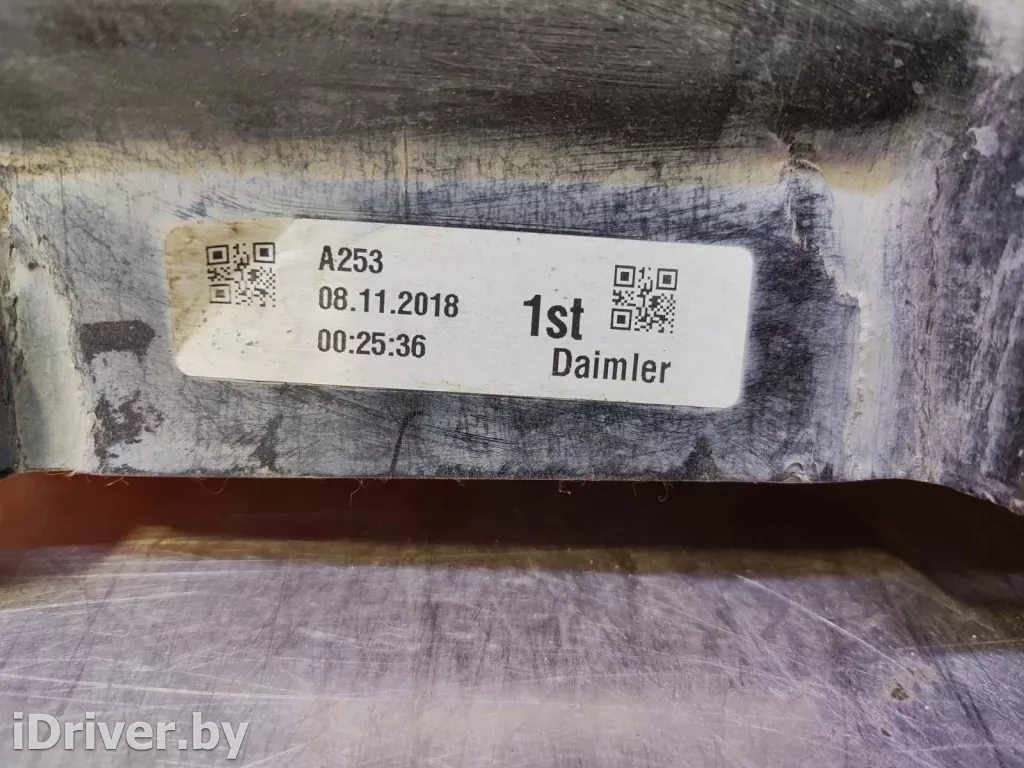 A253
08.11.2018
00:25:36
1st
Daimler
iDriver.by